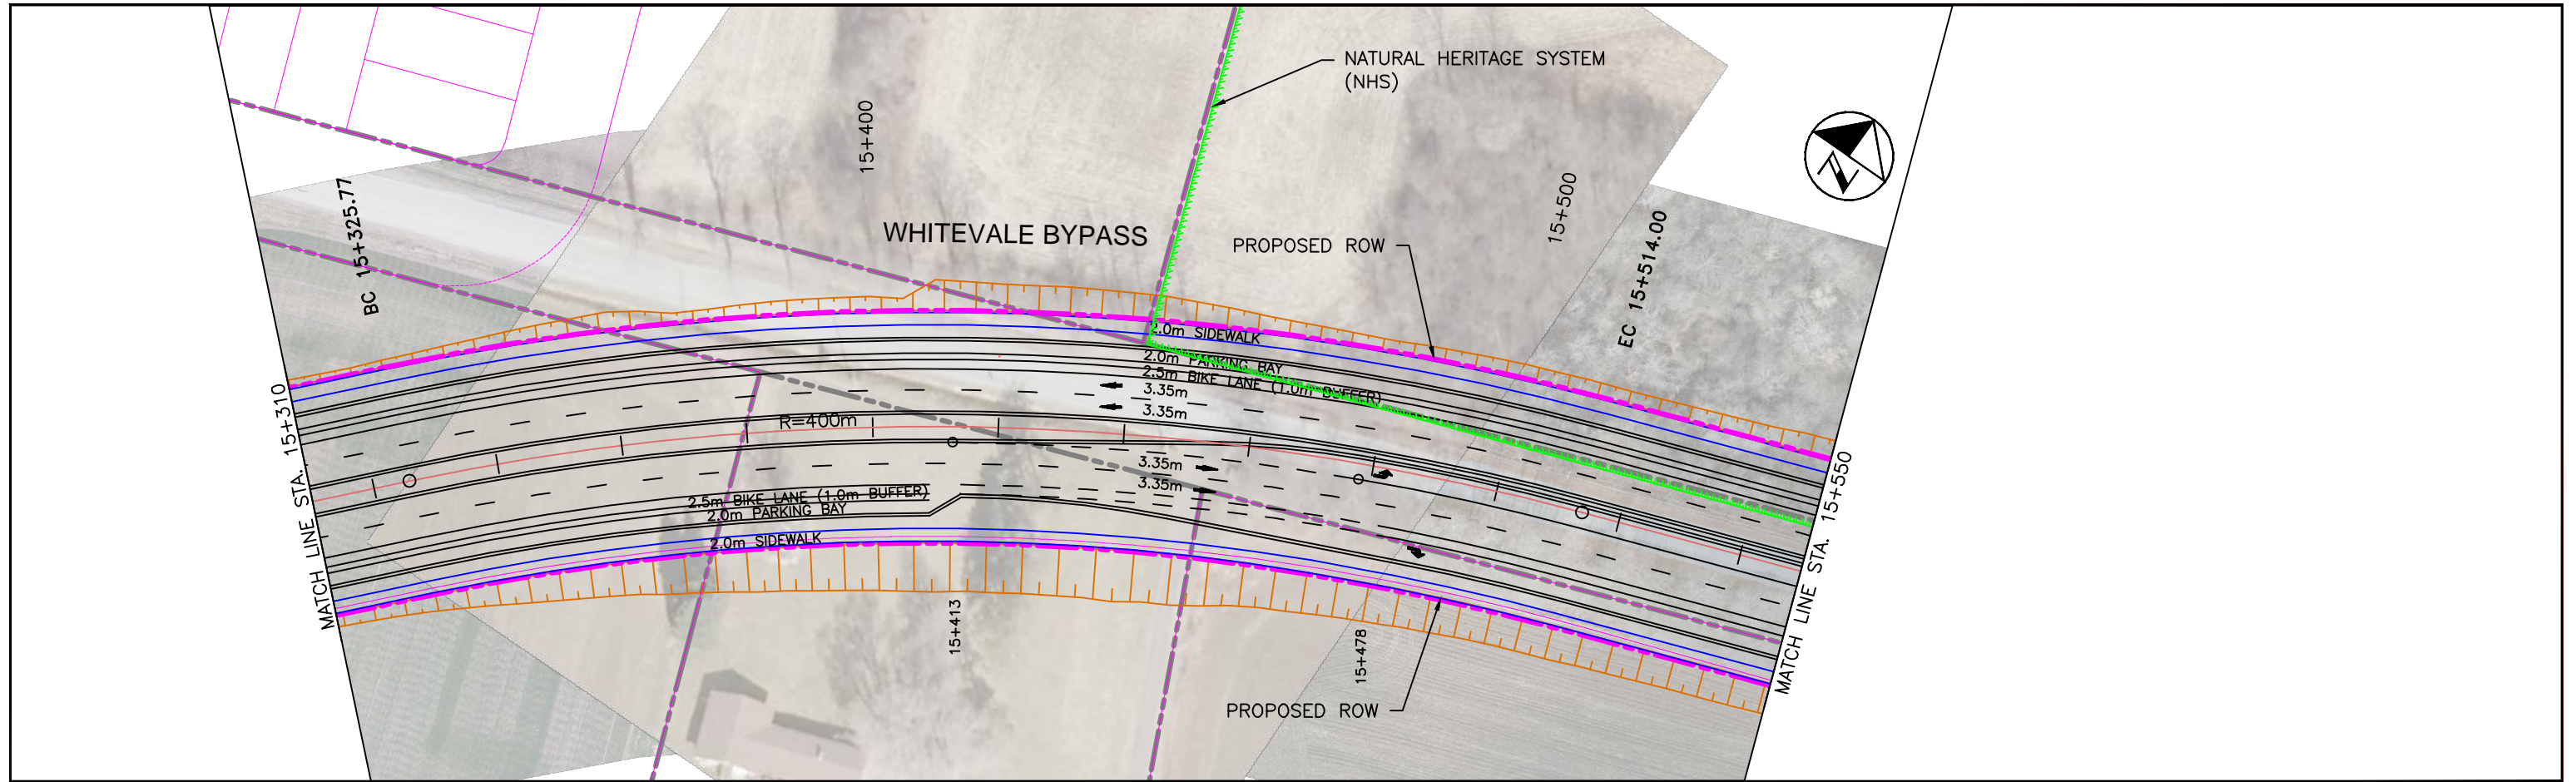 NATURAL HERITAGE SYSTEM
(NHS)
15+400
N
BC 15+325.77
15+500
EC 15+514.00
WHITEVALE BYPASS
PROPOSED ROW
2.0m SIDEWALK
2.0m PARKING BAY
2.5m BIKE LANE (1.0m BUFFER)
3.35m
3.35m
R=400m
MATCH LINE STA. 15+310
3.35m
3.35m
2.5m BIKE LANE (1.0m BUFFER)
2.0m PARKING BAY
2.0m SIDEWALK
MATCH LINE STA. 15+550
15+413
15+478
PROPOSED ROW